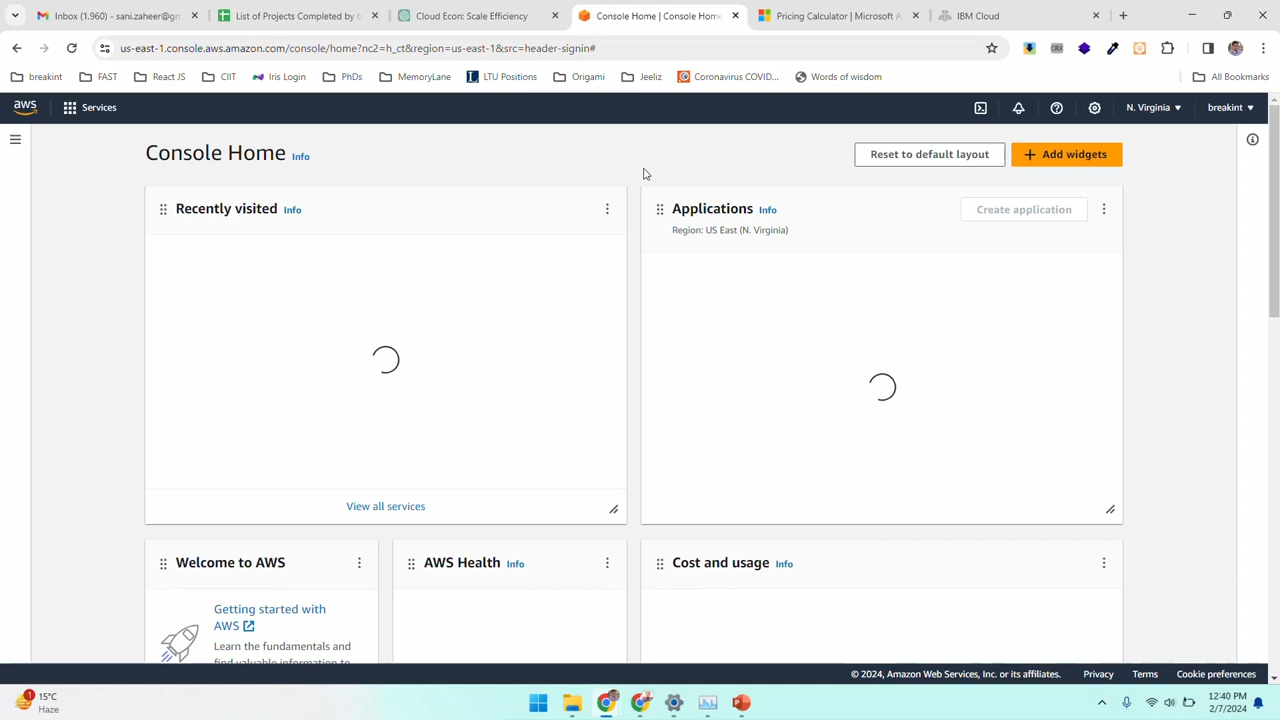 Inbox (1,960) - sani.zaheer@gn
List of Projects Completed by b
Cloud Econ: Scale Efficiency
Console Home | Console Home
Pricing Calculator | Microsoft A
IBM Cloud
us-east-1.console.aws.amazon.com/console/home?nc2=h_ct&region=us-east-1&src=header-signin#
breakint
FAST
React JS
CIIT
Iris Login
PhDs
MemoryLane
LTU Positions
Origami
Jeeliz
Coronavirus COVID...
Words of wisdom
All Bookmarks
aws
Services
N. Virginia
breakint
Console Home Info
Reset to default layout
Add widgets
Recently visited Info
Applications Info
Create application
Region: US East (N. Virginia)
View all services
Welcome to AWS
AWS Health Info
Cost and usage Info
Getting started with
AWS
Learn the fundamentals and
find valuable information to
© 2024, Amazon Web Services, Inc. or its affiliates.
Privacy
Terms
Cookie preferences
1
15°C
Haze
12:40 PM
2/7/2024